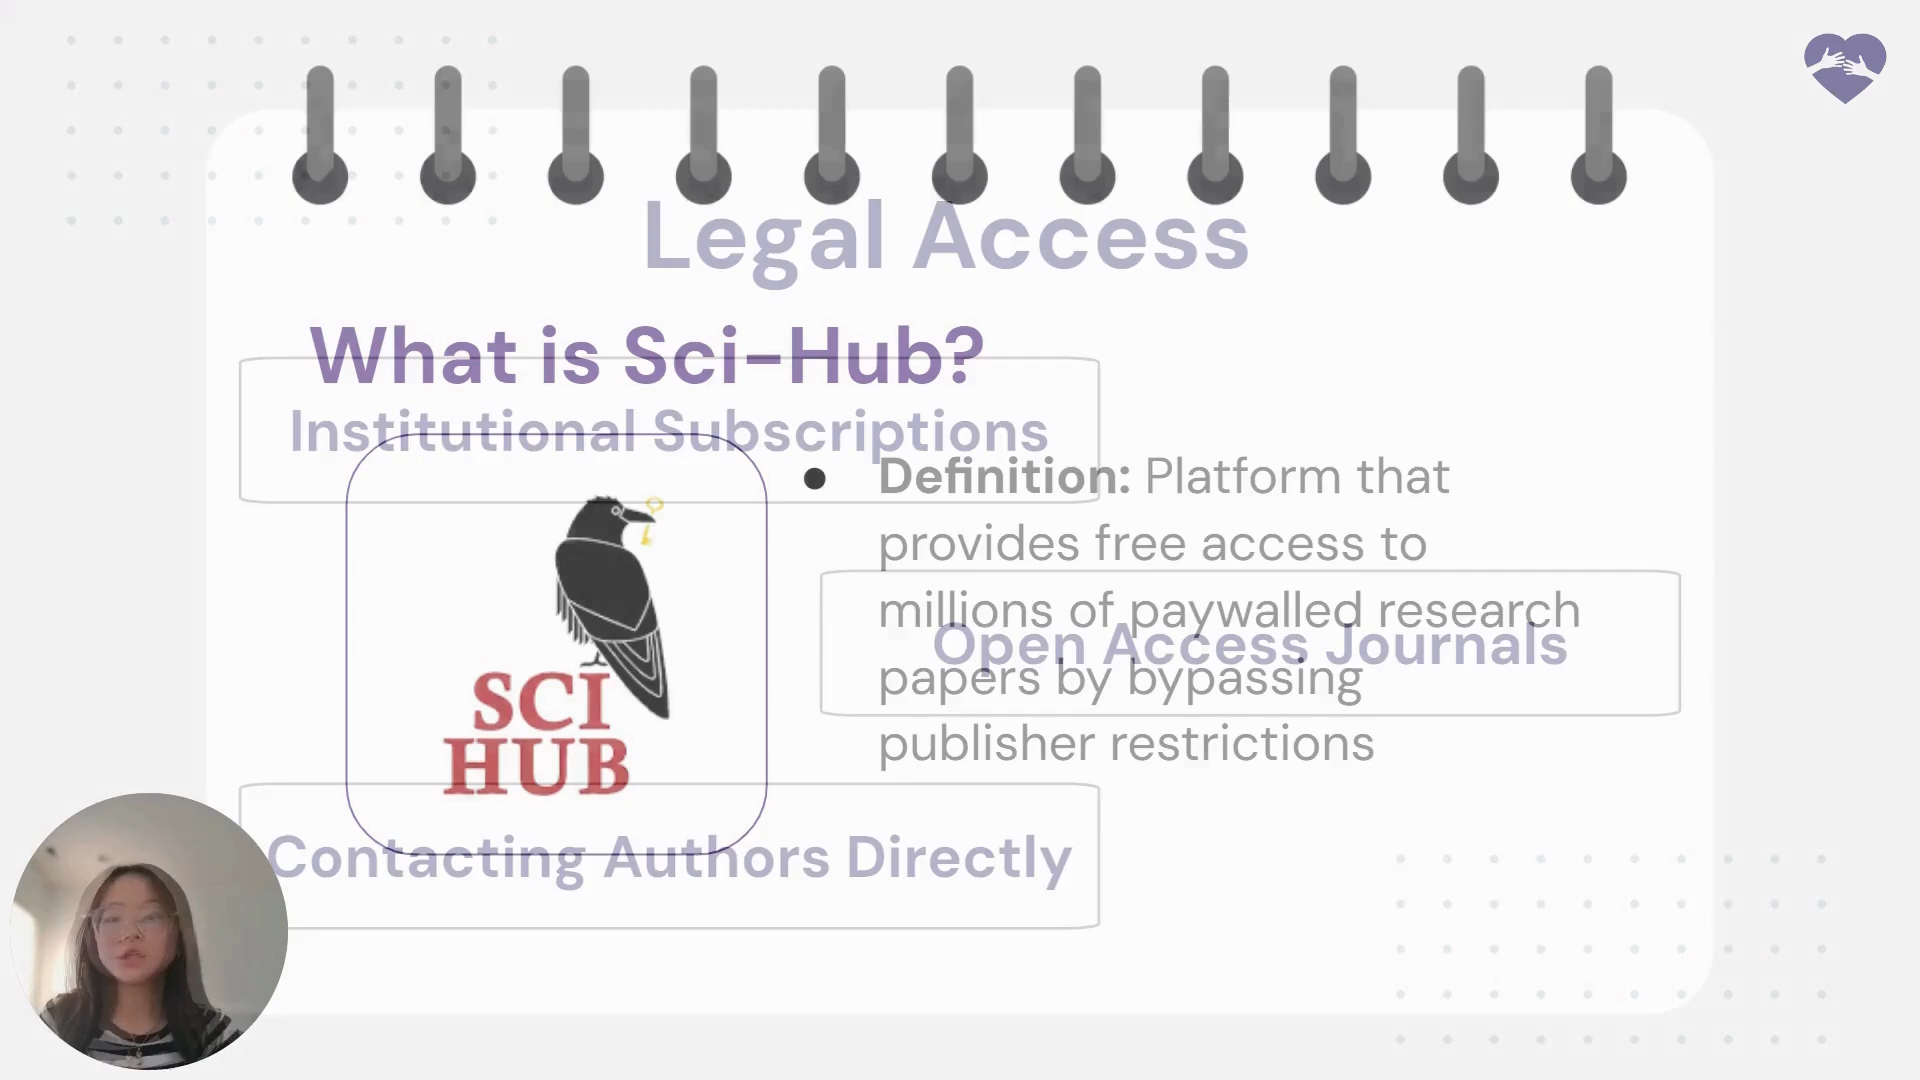 Legal Access
What is Sci-Hub?
Institutional Subscriptions
Definition: Platform that
provides free access to
millions of paywalled research
Open Access Journals
papers by bypassing
publisher restrictions
SCI
HUB
Contacting Authors Directly